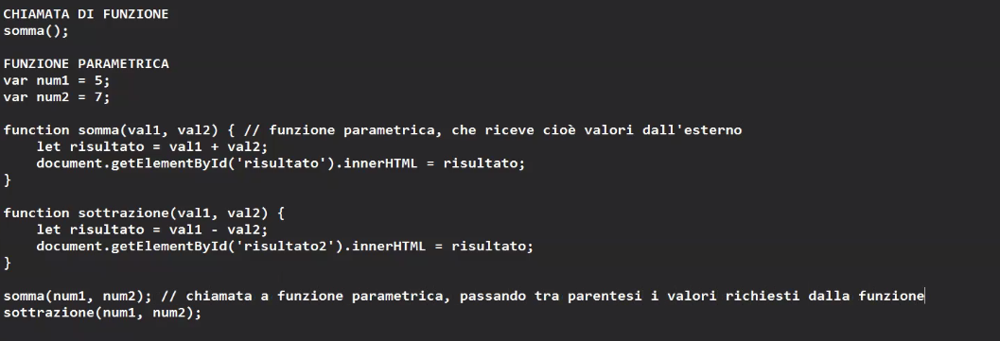 CHIAMATA DI FUNZIONE
somma();
FUNZIONE PARAMETRICA
var num1 = 5;
var num2 = 7;
function somma(val1, val2) { // funzione parametrica, che riceve cioè valori dall'esterno
    let risultato = val1 + val2;
    document.getElementById('risultato').innerHTML = risultato;
}
function sottrazione(val1, val2) {
    let risultato = val1 - val2;
    document.getElementById('risultato2').innerHTML = risultato;
}
somma(num1, num2); // chiamata a funzione parametrica, passando tra parentesi i valori richiesti dalla funzione
sottrazione(num1, num2);